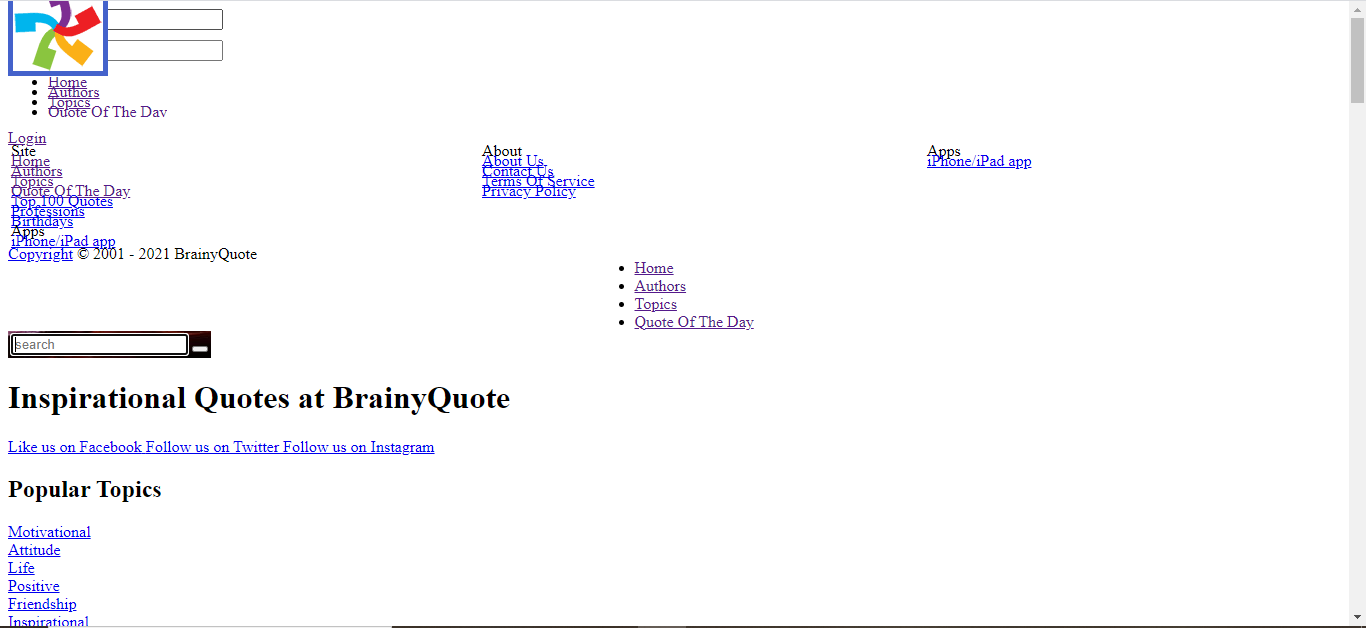 Home
Authors
Topics
Quote Of The Day
Login
Site
Home
Authors
Topics
Quote Of The Day
Top 100 Quotes
Professions
Birthdays
Apps
iPhone/iPad app
About
About Us
Contact Us
Terms Of Service
Privacy Policy
Apps
iPhone/iPad app
Copyright © 2001 - 2021 BrainyQuote
Home
Authors
Topics
Quote Of The Day
search
Inspirational Quotes at BrainyQuote
Like us on Facebook Follow us on Twitter Follow us on Instagram
Popular Topics
Motivational
Attitude
Life
Positive
Friendship
Inspirational